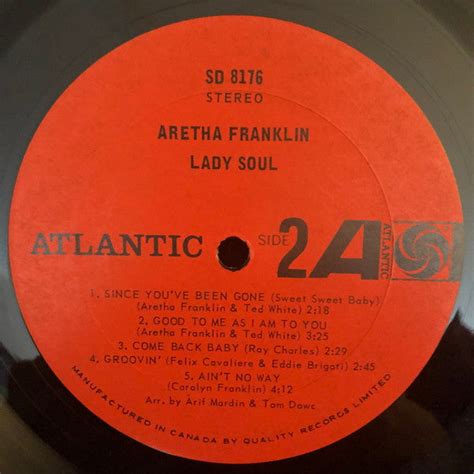 SD 8176
STEREO
ARETHA FRANKLIN
LADY SOUL
ATLANTIC
SIDE 2A
ATLANTIC
1. SINCE YOU'VE BEEN GONE (Sweet Sweet Baby)
(Aretha Franklin & Ted White) 2:18
2. GOOD TO ME AS I AM TO YOU
(Aretha Franklin & Ted White) 3:25
3. COME BACK BABY (Ray Charles) 2:29
4. GROOVIN' (Felix Cavaliere & Eddie Brigati) 2:45
5. AIN'T NO WAY
(Carolyn Franklin) 4:12
Arr. by Arif Mardin & Tom Dowd
MANUFACTURED IN CANADA BY QUALITY RECORDS LIMITED